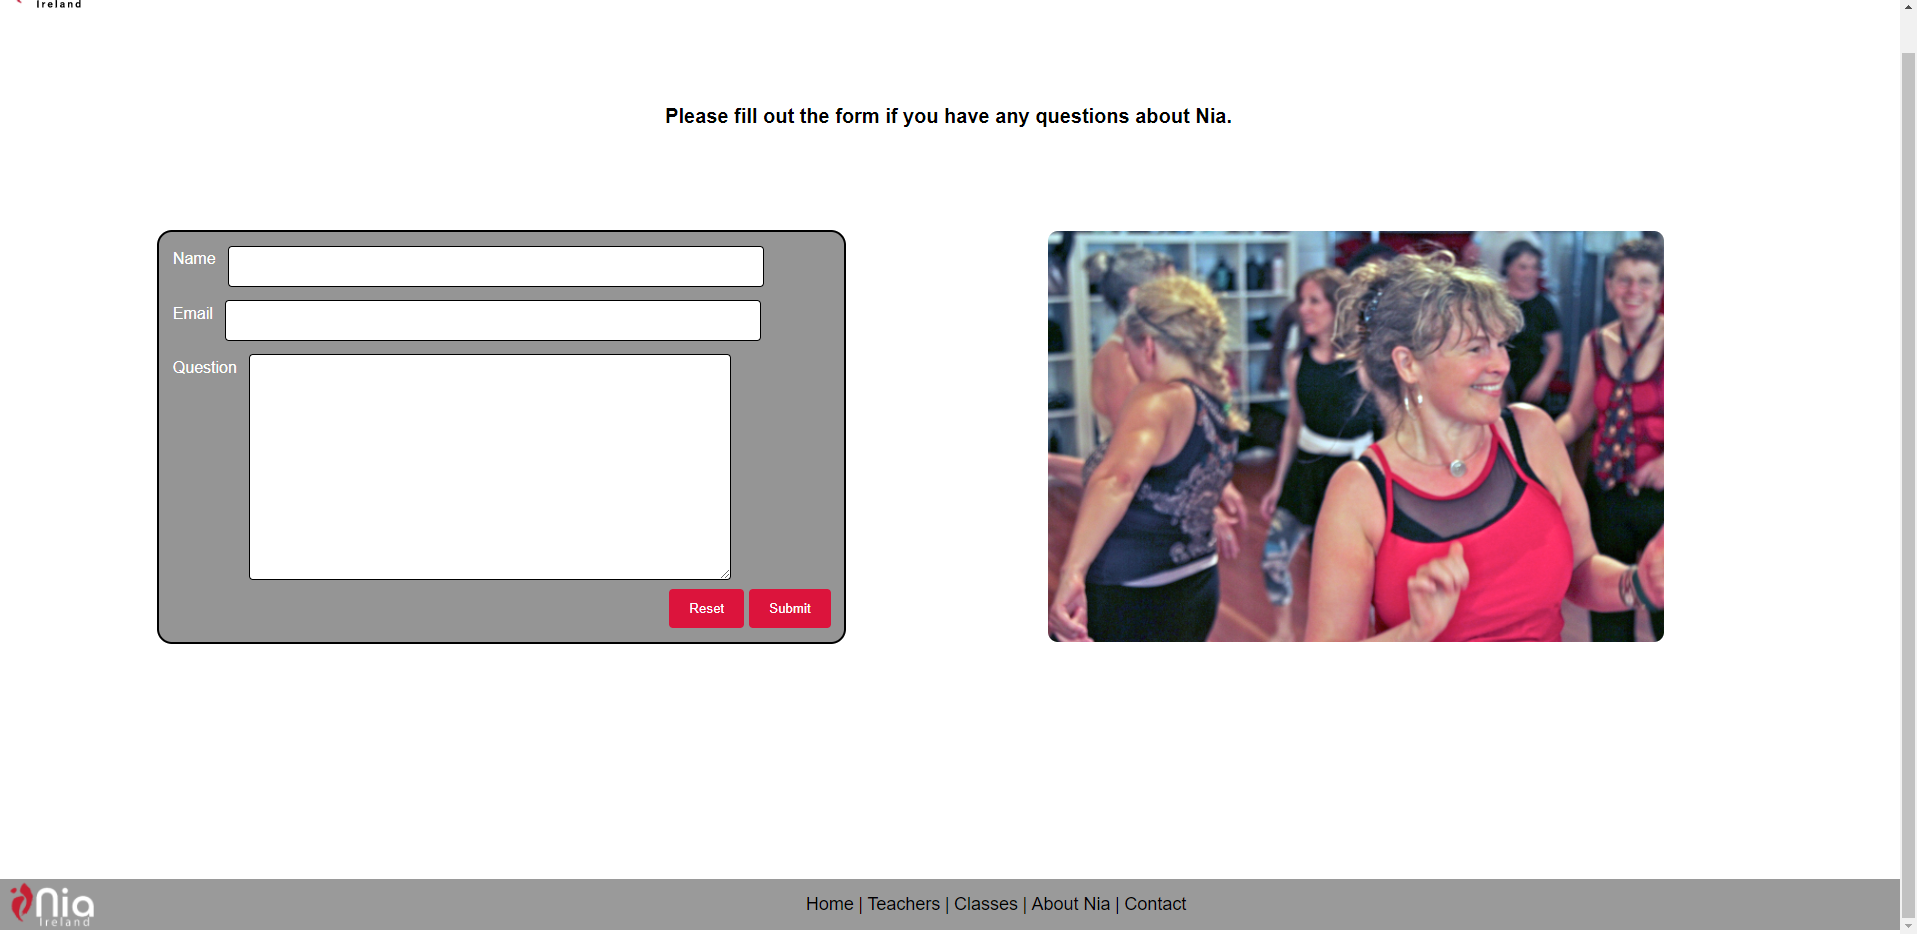 Ireland
Please fill out the form if you have any questions about Nia.
Name
Email
Question
Reset Submit
Nia
Ireland
Home | Teachers | Classes | About Nia | Contact